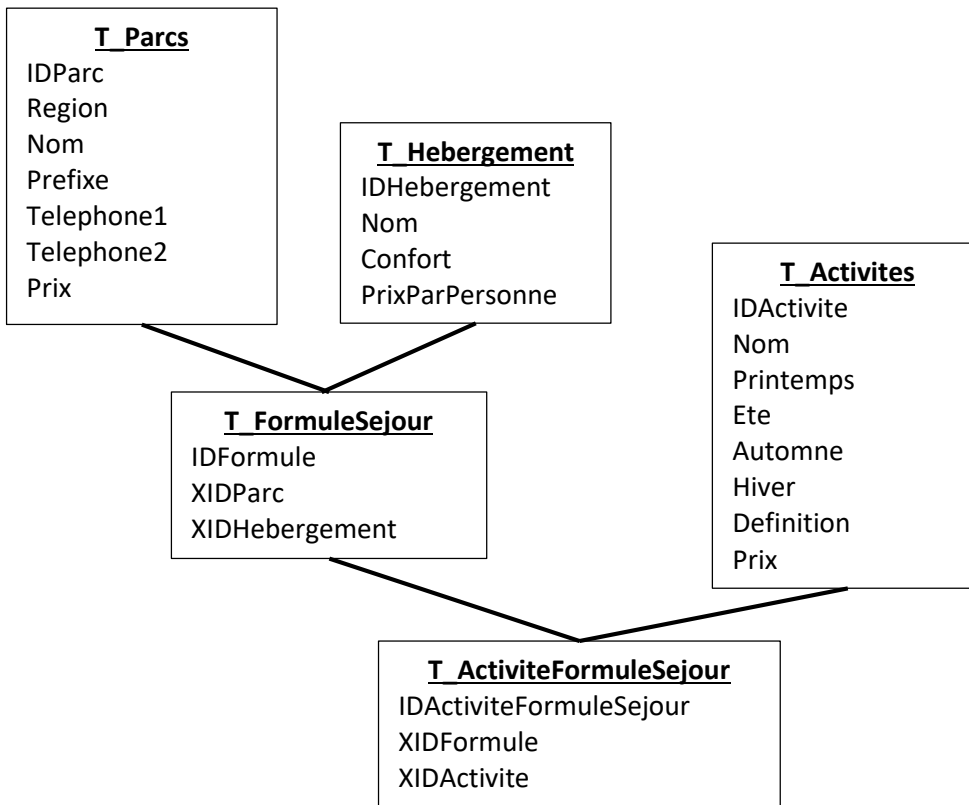 T_Parcs
IDParc
Region
Nom
Prefixe
Telephone1
Telephone2
Prix
T_Hebergement
IDHebergement
Nom
Confort
PrixParPersonne
T_Activites
IDActivite
Nom
Printemps
Ete
Automne
Hiver
Definition
Prix
T_FormuleSejour
IDFormule
XIDParc
XIDHebergement
T_ActiviteFormuleSejour
IDActiviteFormuleSejour
XIDFormule
XIDActivite